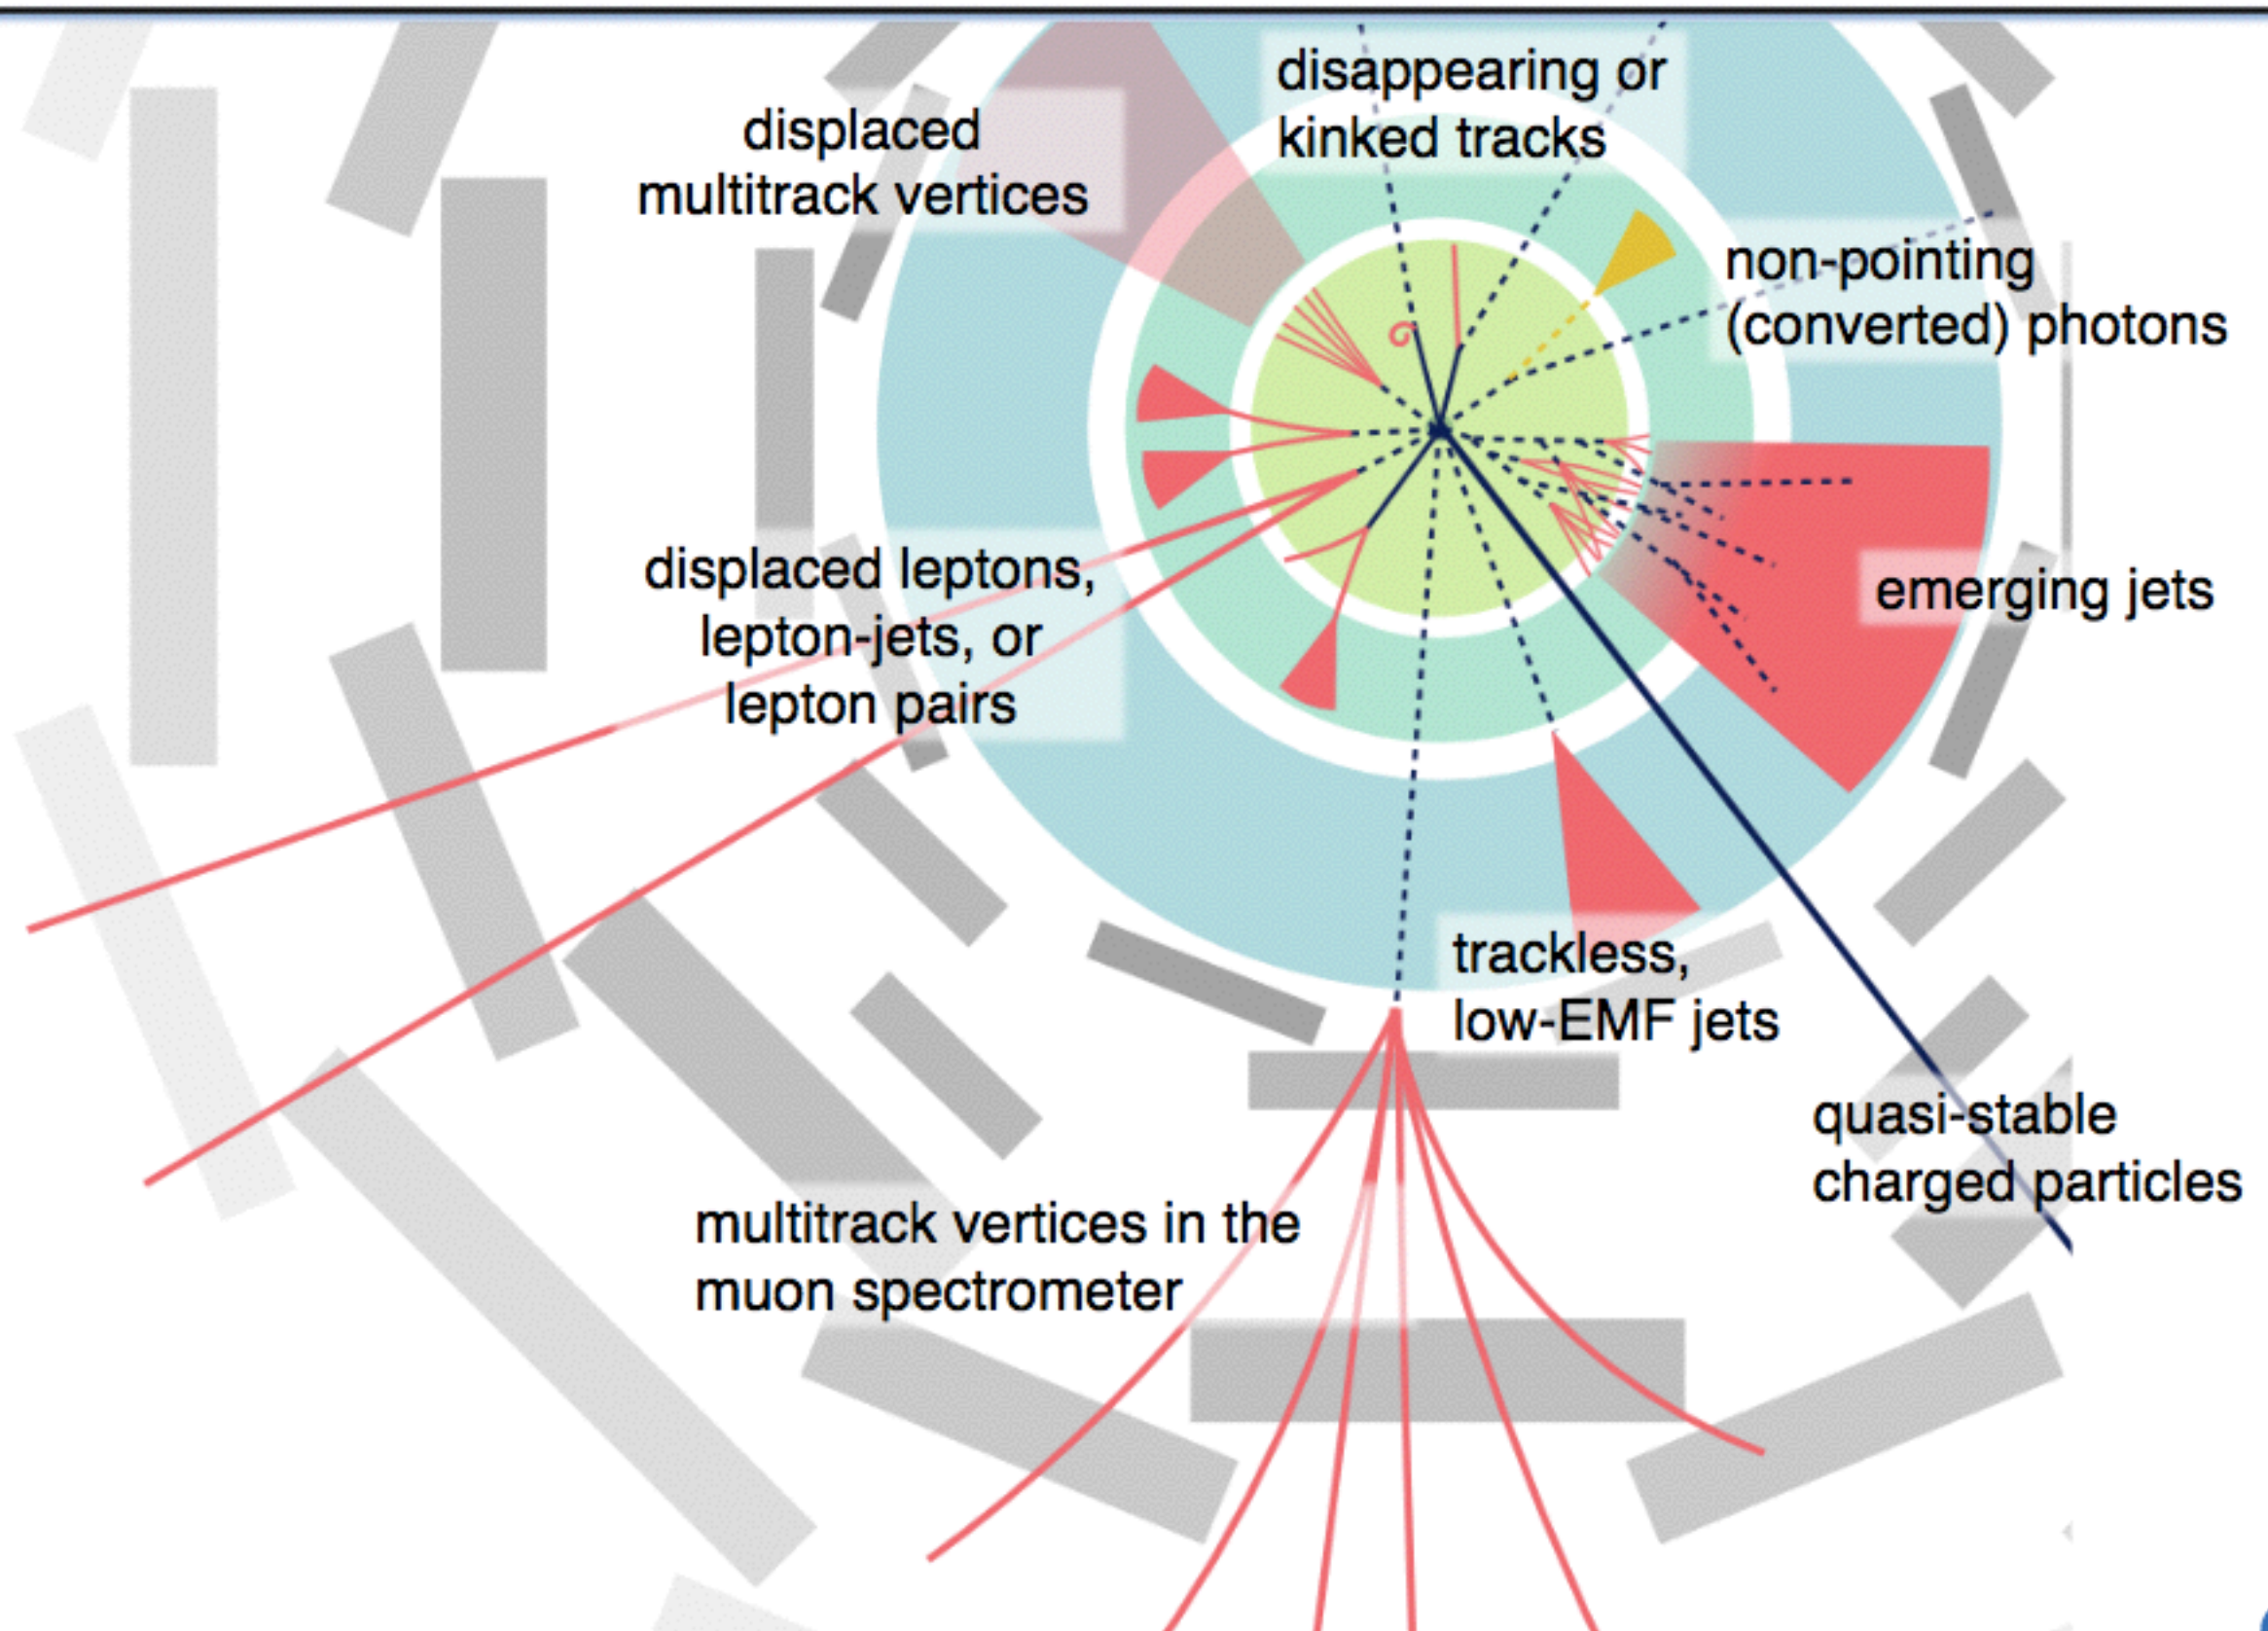 disappearing or
kinked tracks
displaced
multitrack vertices
non-pointing
(converted) photons
displaced leptons,
lepton-jets, or
lepton pairs
emerging jets
trackless,
low-EMF jets
quasi-stable
charged particles
multitrack vertices in the
muon spectrometer